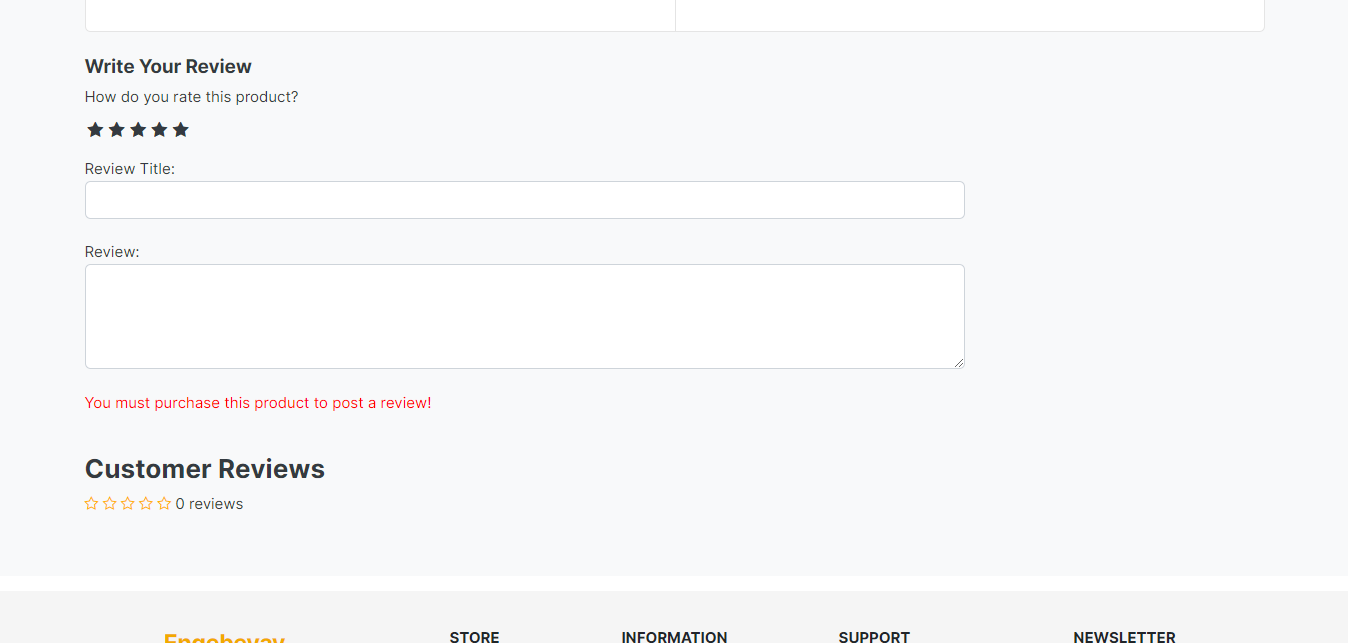 Write Your Review
How do you rate this product?
Review Title:
Review:
You must purchase this product to post a review!
Customer Reviews
0 reviews
STORE INFORMATION SUPPORT NEWSLETTER